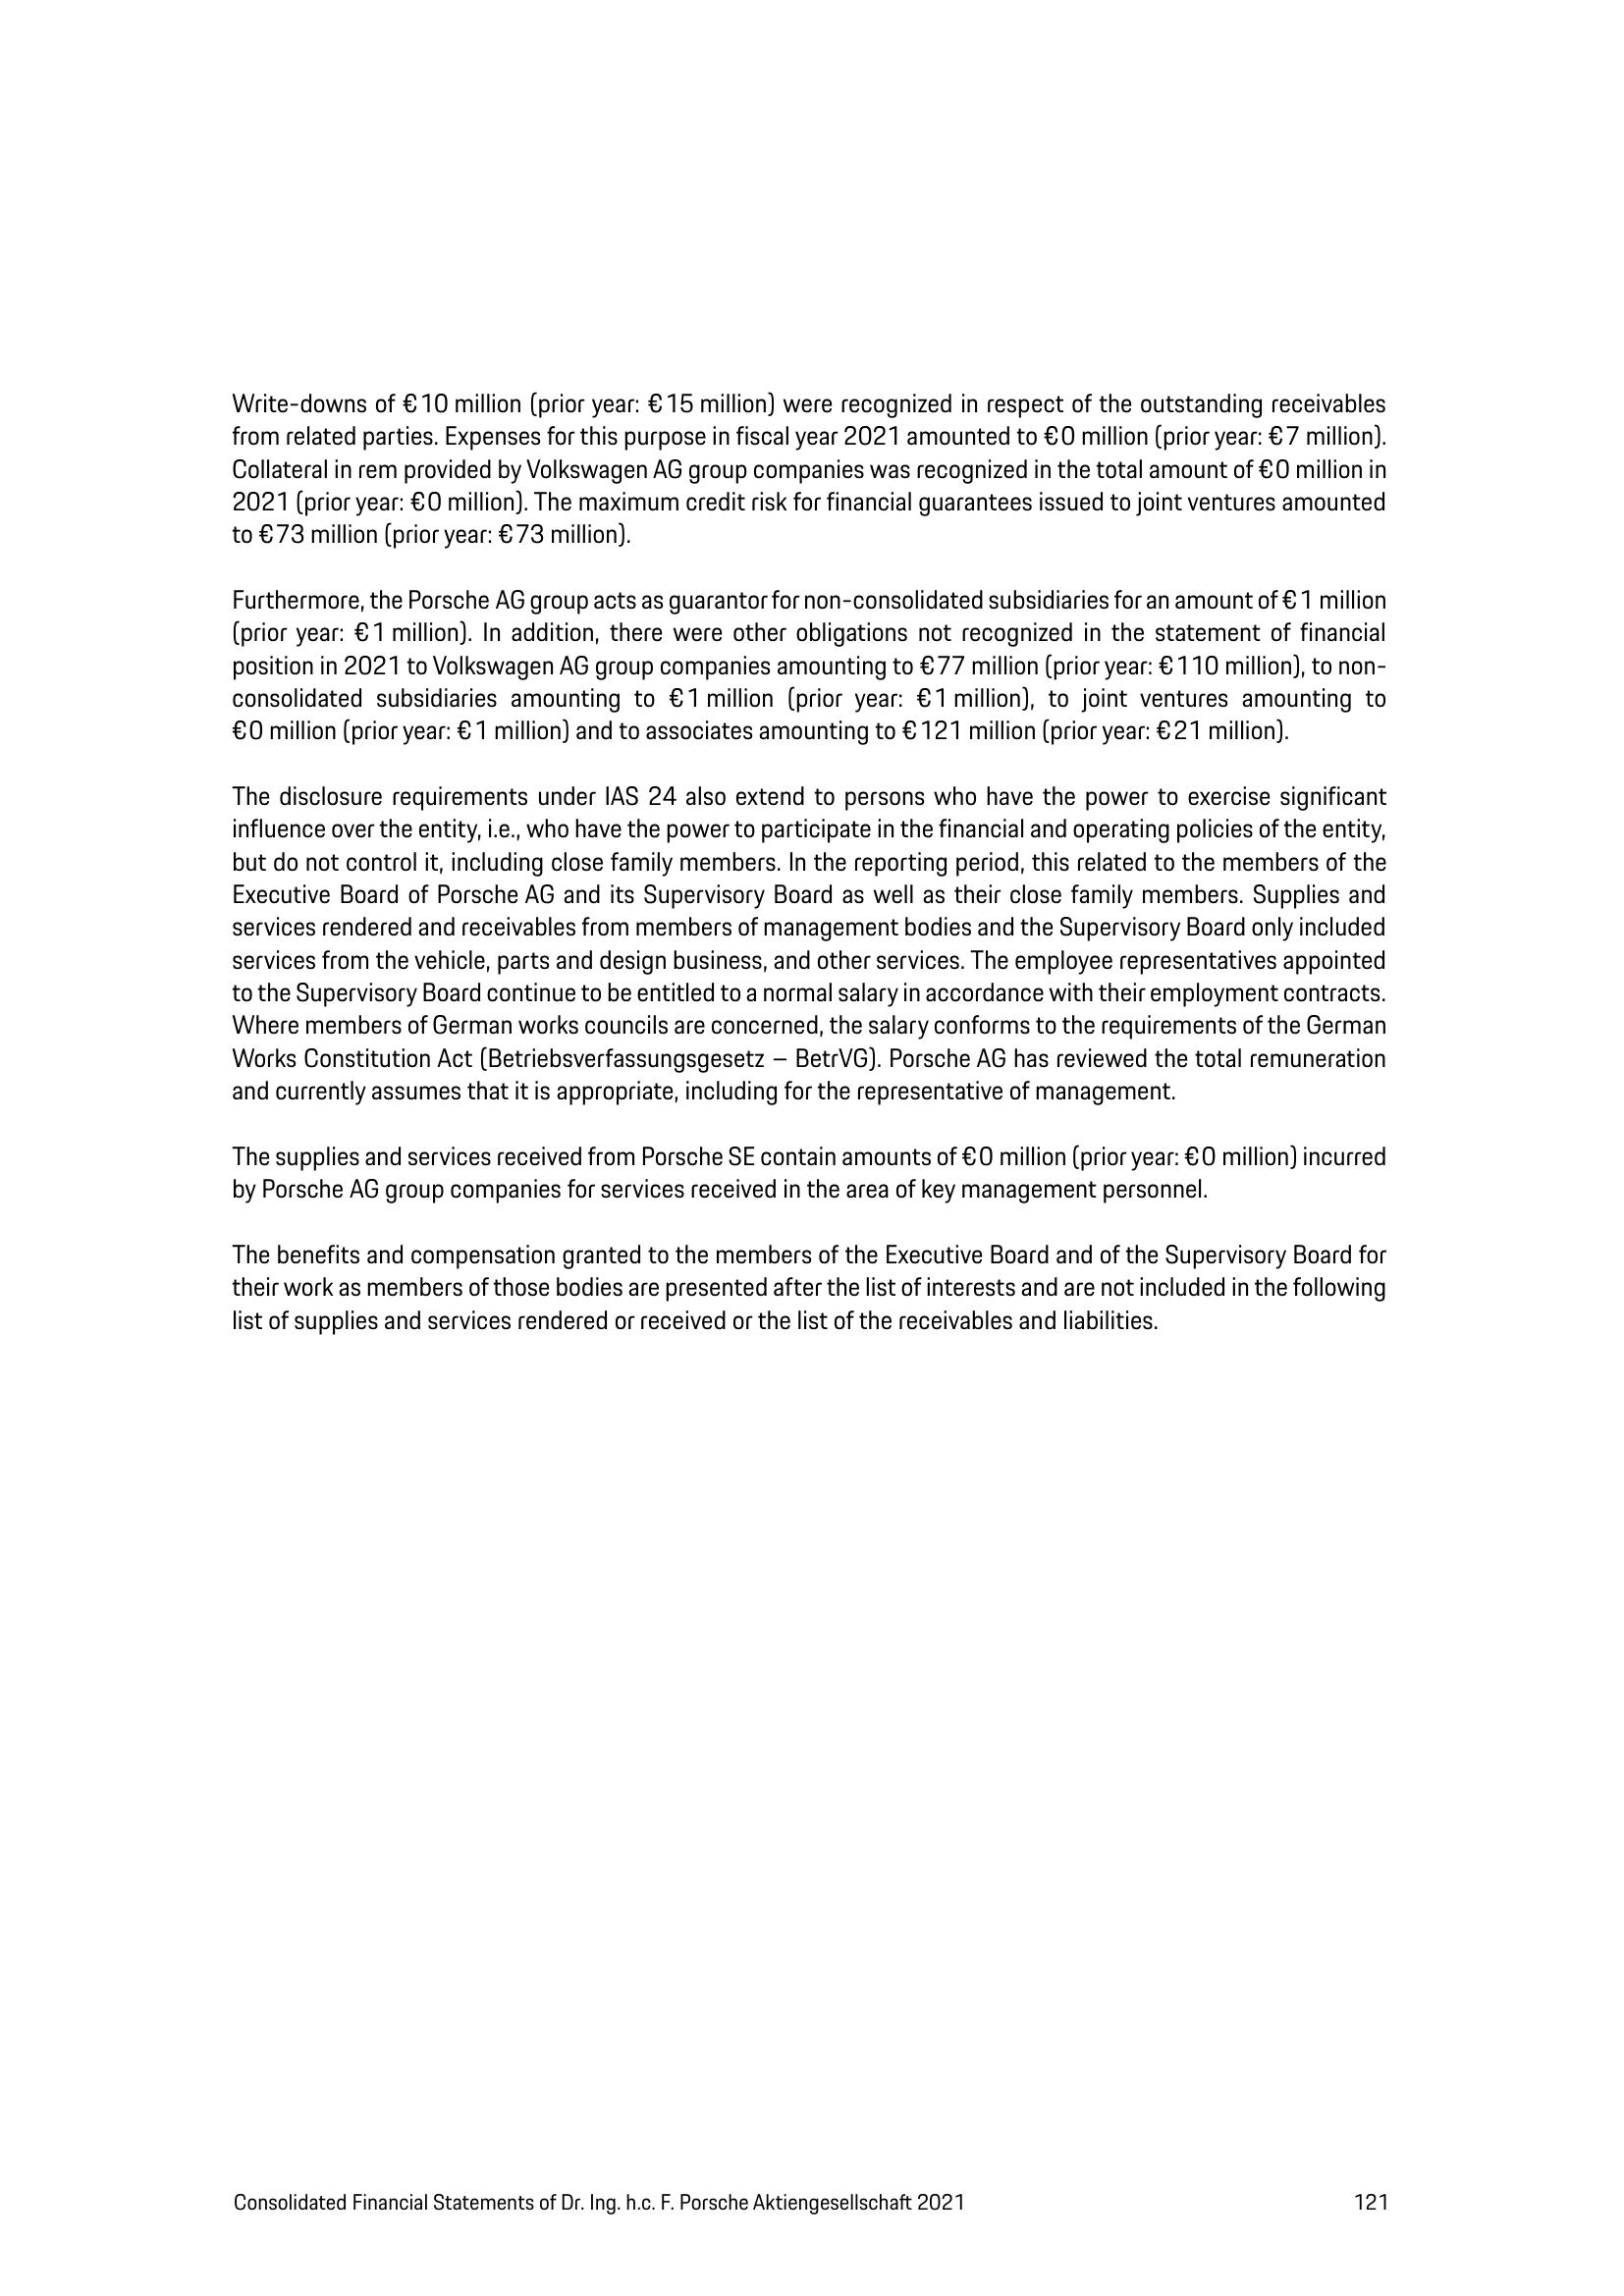 Write-downs of €10 million (prior year: €15 million) were recognized in respect of the outstanding receivables
from related parties. Expenses for this purpose in fiscal year 2021 amounted to €0 million (prior year: €7 million).
Collateral in rem provided by Volkswagen AG group companies was recognized in the total amount of €0 million in
2021 (prior year: €0 million). The maximum credit risk for financial guarantees issued to joint ventures amounted
to €73 million (prior year: €73 million).
Furthermore, the Porsche AG group acts as guarantor for non-consolidated subsidiaries for an amount of €1 million
(prior year: €1 million). In addition, there were other obligations not recognized in the statement of financial
position in 2021 to Volkswagen AG group companies amounting to €77 million (prior year: €110 million), to non-
consolidated subsidiaries amounting to €1 million (prior year: €1 million), to joint ventures amounting to
€0 million (prior year: €1 million) and to associates amounting to €121 million (prior year: €21 million).
The disclosure requirements under IAS 24 also extend to persons who have the power to exercise significant
influence over the entity, i.e., who have the power to participate in the financial and operating policies of the entity,
but do not control it, including close family members. In the reporting period, this related to the members of the
Executive Board of Porsche AG and its Supervisory Board as well as their close family members. Supplies and
services rendered and receivables from members of management bodies and the Supervisory Board only included
services from the vehicle, parts and design business, and other services. The employee representatives appointed
to the Supervisory Board continue to be entitled to a normal salary in accordance with their employment contracts.
Where members of German works councils are concerned, the salary conforms to the requirements of the German
Works Constitution Act (Betriebsverfassungsgesetz – BetrVG). Porsche AG has reviewed the total remuneration
and currently assumes that it is appropriate, including for the representative of management.
The supplies and services received from Porsche SE contain amounts of €0 million (prior year: €0 million) incurred
by Porsche AG group companies for services received in the area of key management personnel.
The benefits and compensation granted to the members of the Executive Board and of the Supervisory Board for
their work as members of those bodies are presented after the list of interests and are not included in the following
list of supplies and services rendered or received or the list of the receivables and liabilities.
Consolidated Financial Statements of Dr. Ing. h.c. F. Porsche Aktiengesellschaft 2021 121